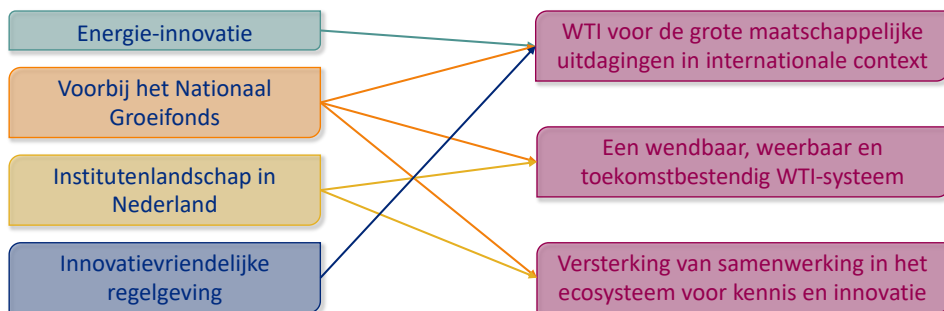 Energie-innovatie
Voorbij het Nationaal
Groeifonds
Institutenlandschap in
Nederland
Innovatievriendelijke
regelgeving
WTI voor de grote maatschappelijke
uitdagingen in internationale context
Een wendbaar, weerbaar en
toekomstbestendig WTI-systeem
Versterking van samenwerking in het
ecosysteem voor kennis en innovatie